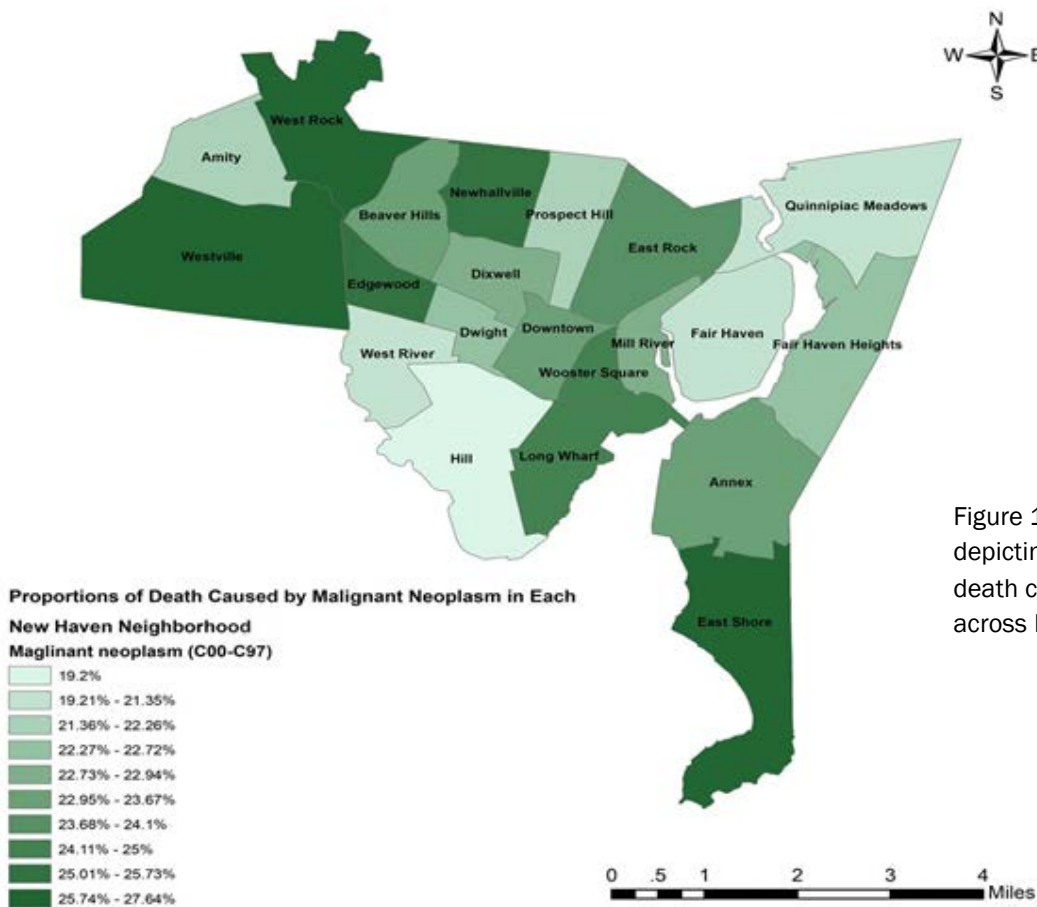 N
W E
S
West Rock
Amity
Newhallville
Prospect Hill
Quinnipiac Meadows
Beaver Hills
East Rock
Westville
Dixwell
Edgewood
Dwight
Downtown
Mill River
Fair Haven
Fair Haven Heights
West River
Wooster Square
Hill
Long Wharf
Annex
East Shore
Figure 1
depictin
death c
across
Proportions of Death Caused by Malignant Neoplasm in Each
New Haven Neighborhood
Maglinant neoplasm (C00-C97)
19.2%
19.21% - 21.35%
21.36% - 22.26%
22.27% - 22.72%
22.73% - 22.94%
22.95% - 23.67%
23.68% - 24.1%
24.11% - 25%
25.01% - 25.73%
25.74% - 27.64%
0 .5 1 2 3 4
Miles